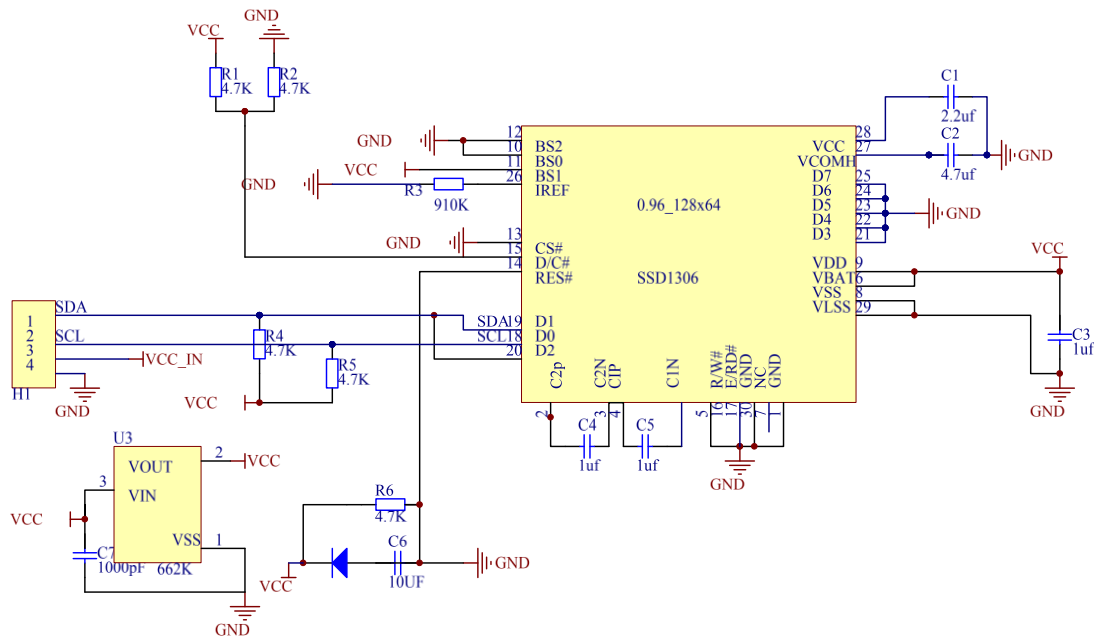 GND
VCC
R1
4.7K
R2
4.7K
C1
2.2uf
C2
4.7uf
GND
GND
VCC
GND
R3
910K
12
10
11
26
BS2
BS0
BS1
IREF
0.96_128x64
SSD1306
28
27
VCC
VCOMH
D7
D6
D5
D4
D3
25
24
23
22
21
GND
GND
13
15
14
CS#
D/C#
RES#
VDD
VBAT
VSS
VLSS
9
6
8
29
VCC
C3
1uf
GND
SDA
SCL
1
2
3
4
H1
VCC_IN
GND
R4
4.7K
R5
4.7K
VCC
SDA
SCL
19
18
20
D1
D0
D2
C2p
C2N
CIP
C1N
R/W#
E/RD#
GND
NC
GND
2
3
4
5
16
17
30
7
1
C4
1uf
C5
1uf
GND
U3
VOUT
VIN
VSS
2
VCC
3
1
VCC
C7
1000pF
662K
GND
R6
4.7K
C6
10UF
VCC
GND